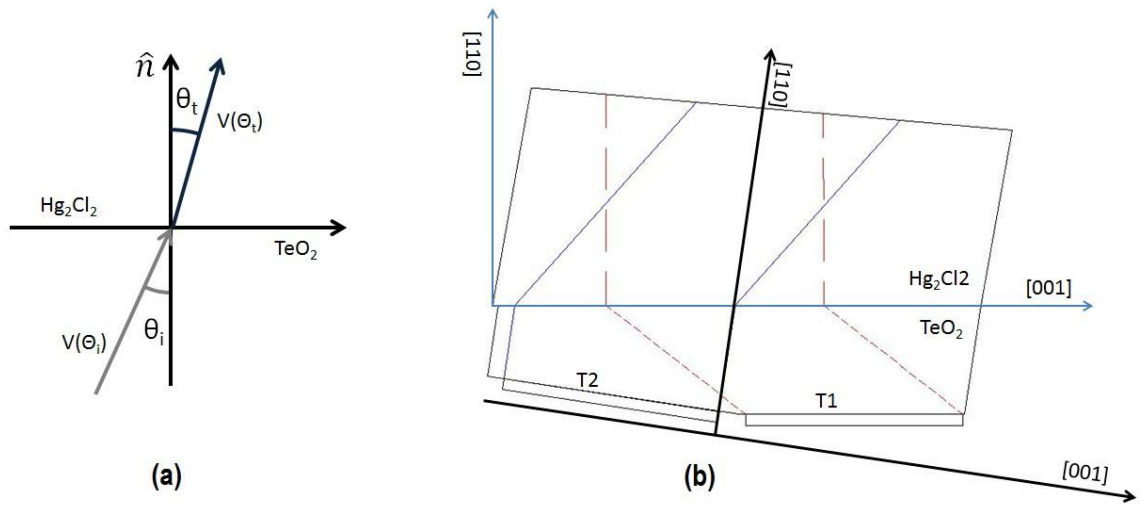 n̂
θt
V(Θt)
Hg₂Cl₂
TeO₂
V(Θi)
θi
(a)
[110]
[110]
Hg₂Cl2
[001]
TeO₂
T2
T1
[001]
(b)